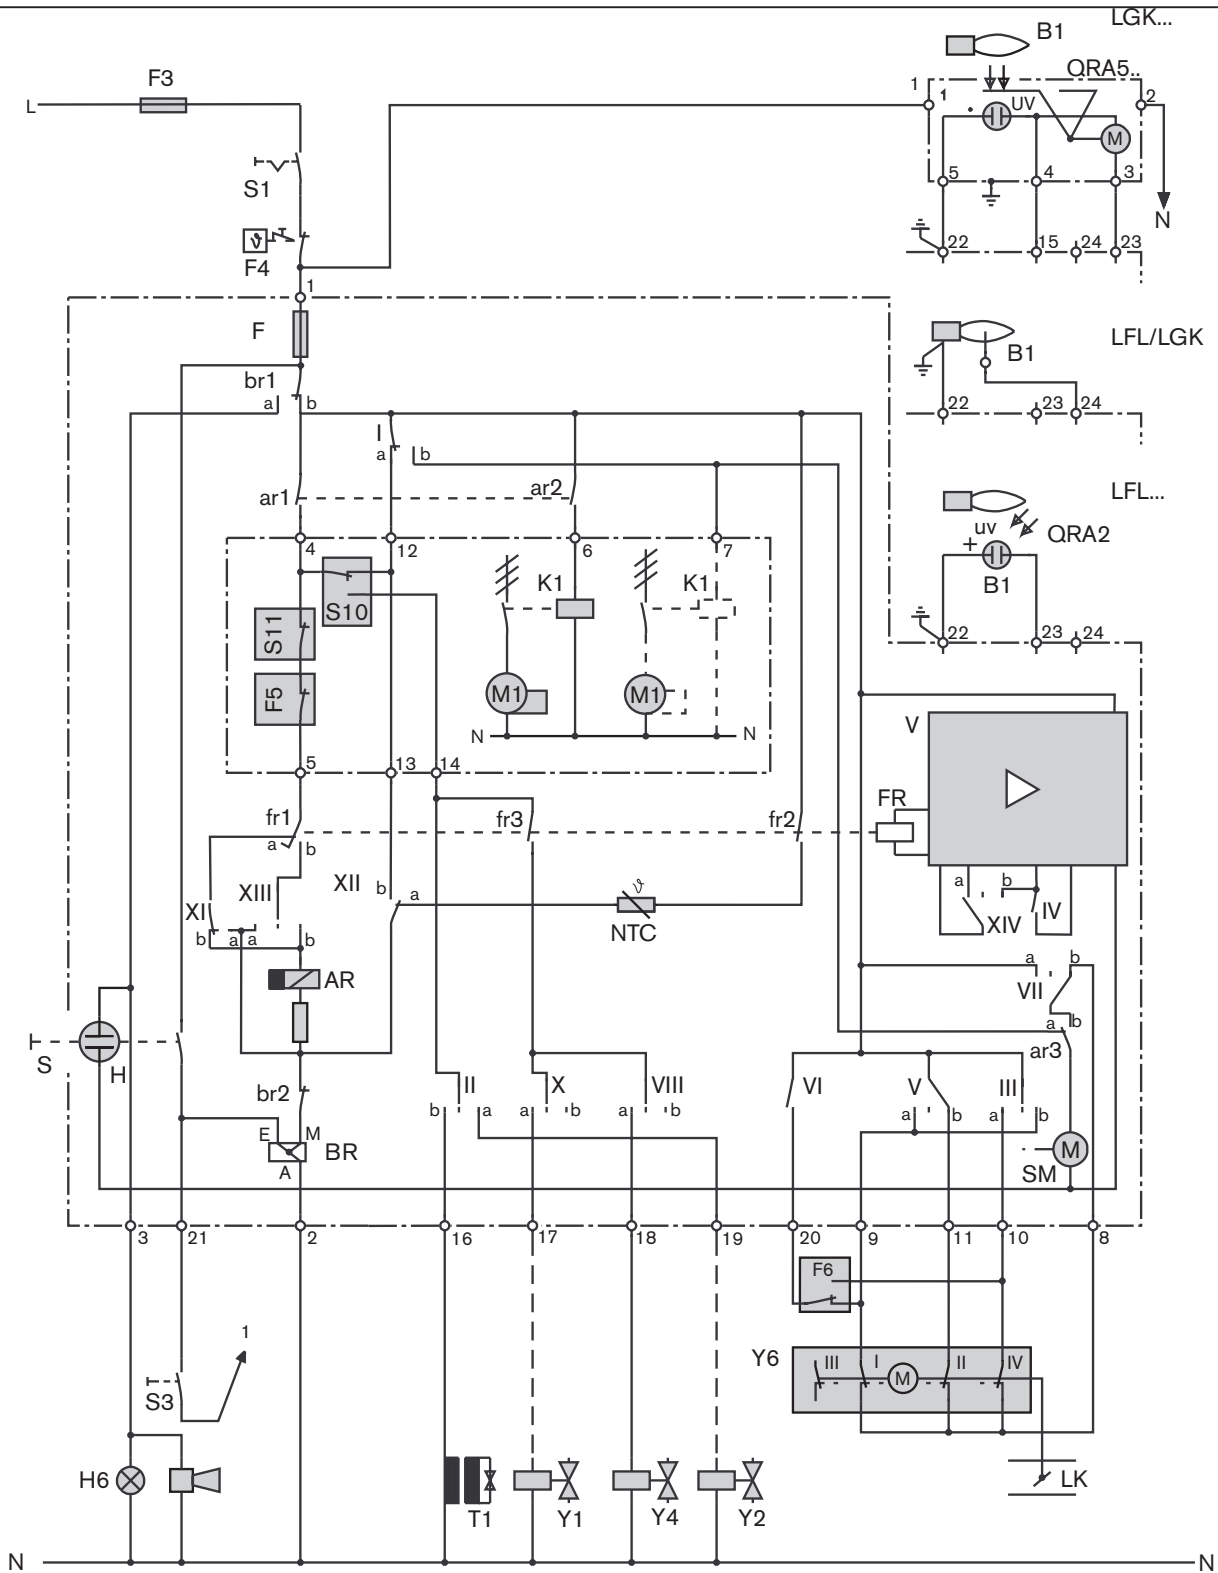 LGK...
B1
F3
QRA5..
L
1
1
UV
2
M
S1
5
4
3
N
F4
22
15
24
23
1
F
LFL/LGK
B1
br1
a
b
22
23
24
I
a
b
ar1
ar2
LFL...
uv
QRA2
+
B1
4
12
6
7
K1
K1
S10
S11
22
23
24
F5
M1
M1
V
N
N
5
13
14
FR
fr1
fr3
fr2
a
b
XII
b
a
ϑ
a
b
XIII
XI
XIV
IV
NTC
b
a
a
b
AR
a
b
VII
a
b
ar3
S
H
br2
II
X
VIII
VI
V
III
b
a
a
b
a
b
a
b
a
b
E
M
BR
A
M
SM
3
21
2
16
17
18
19
20
9
11
10
8
F6
1
Y6
III
I
M
II
IV
S3
H6
LK
T1
Y1
Y4
Y2
N
N